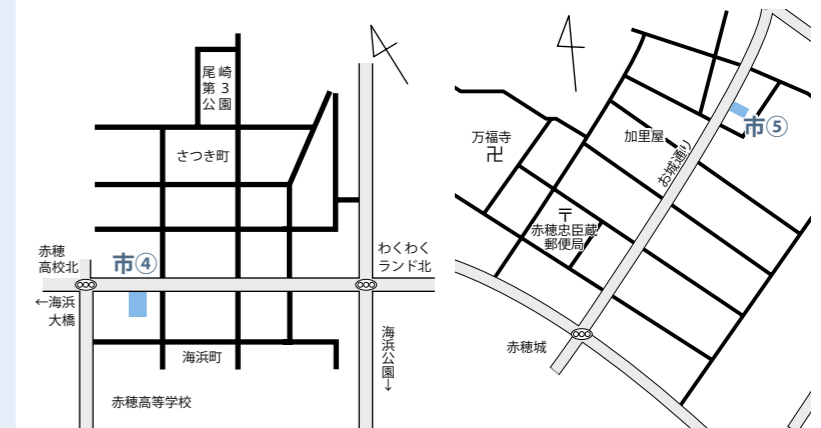 尾崎
第3
公園
さつき町
赤穂
高校北
市④
わくわく
ランド北
←海浜
大橋
海浜公園→
海浜町
赤穂高等学校
万福寺
卍
加里屋
市⑤
お城通り
〒
赤穂忠臣蔵
郵便局
赤穂城